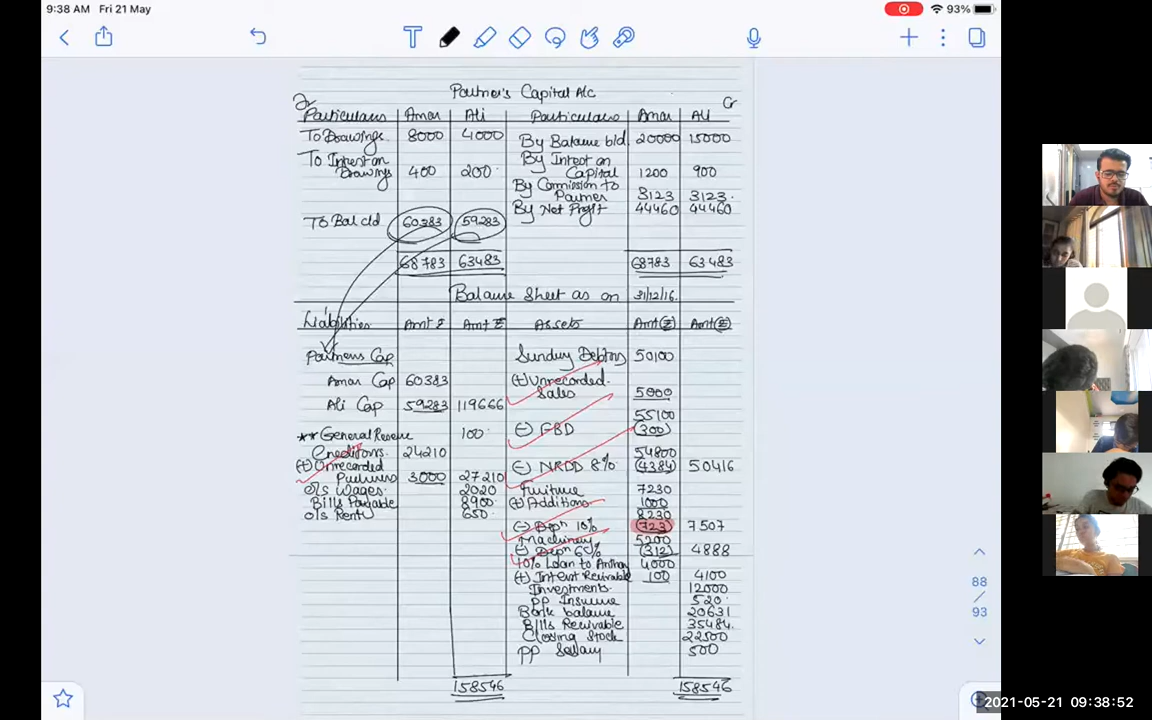 9:38 AM Fri 21 May 93%
Partner's Capital A/c
Dr Cr
Particulars Amar Ali Particulars Amar Ali
To Drawings 8000 4000 By Balance b/d 20000 15000
To Interest on Drawings 400 200 By Interest on Capital 1200 900
By Commission to Partner 3123 3123
By Net Profit 44460 44460
To Bal c/d 60383 59283
68783 63483 68783 63483
Balance Sheet as on 31/12/16
Liabilities Amt ₹ Amt ₹ Assets Amt(₹) Amt(₹)
Partners Cap Sundry Debtors 50100
Amar Cap 60383 (+) Unrecorded Sales 5000
Ali Cap 59283 119666 55100
**General Reserve 100 (-) FBD (300)
Creditors 24210 54800
(+) Unrecorded Purchases 3000 27210 (-) NRDD 8% (4384) 50416
O/s Wages 2020 Furniture 7230
Bills Payable 8900 (+) Additions 1000
O/s Rent 650 8230
(-) Depn 10% (723) 7507
Machinery 5200
(-) Depn 6% (312) 4888
10% Loan to Anthony 4000
(+) Interest Receivable 100 4100
Investments 12000
PP Insurance 520
Bank balance 20631
Bills Receivable 35484
Closing Stock 22500
PP Salary 500
158546 158546
88
/
93
2021-05-21 09:38:52